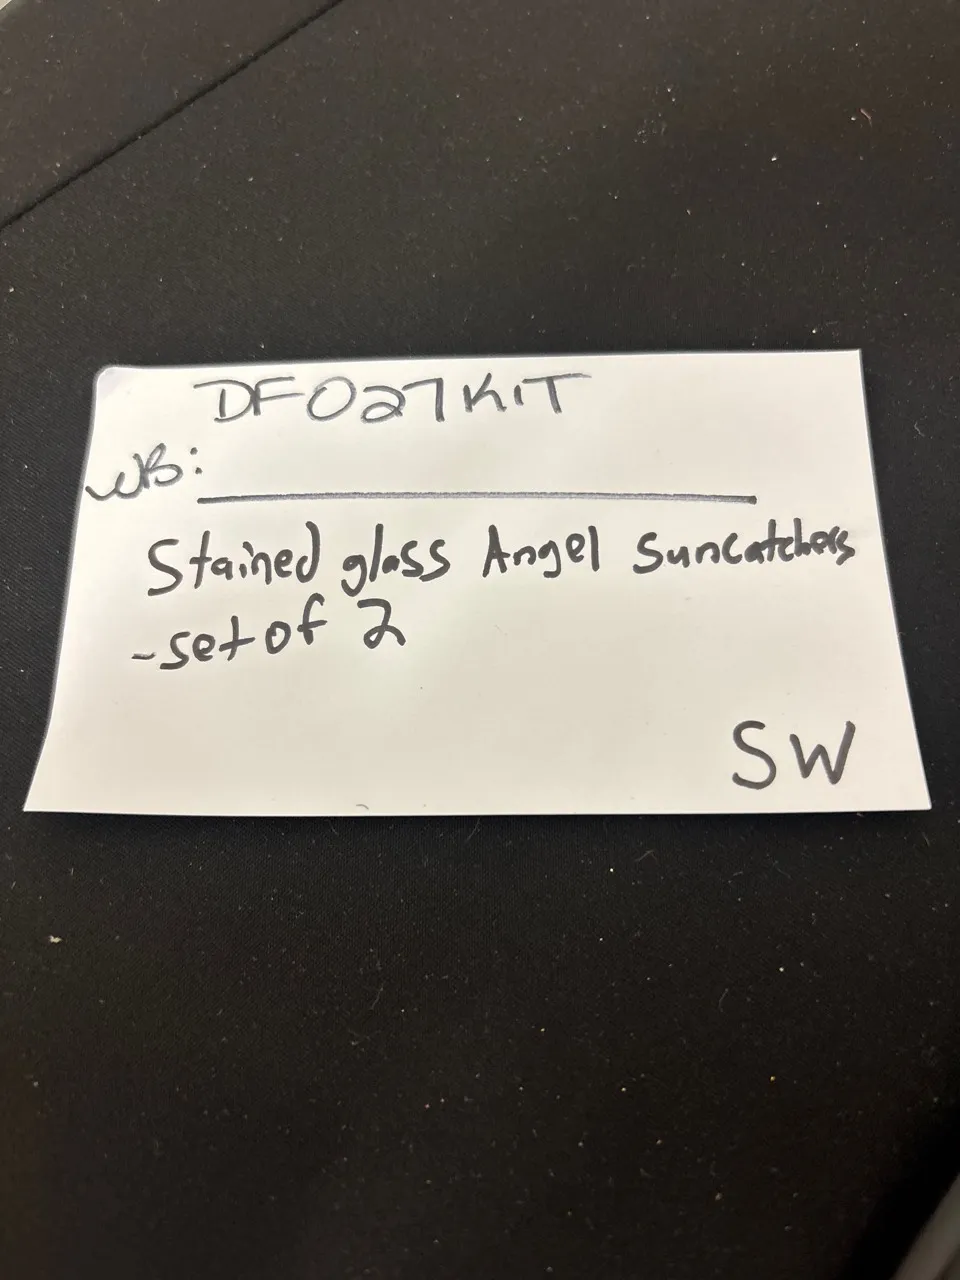 DF027KIT
WB:
Stained glass Angel Suncatchers
-set of 2
SW